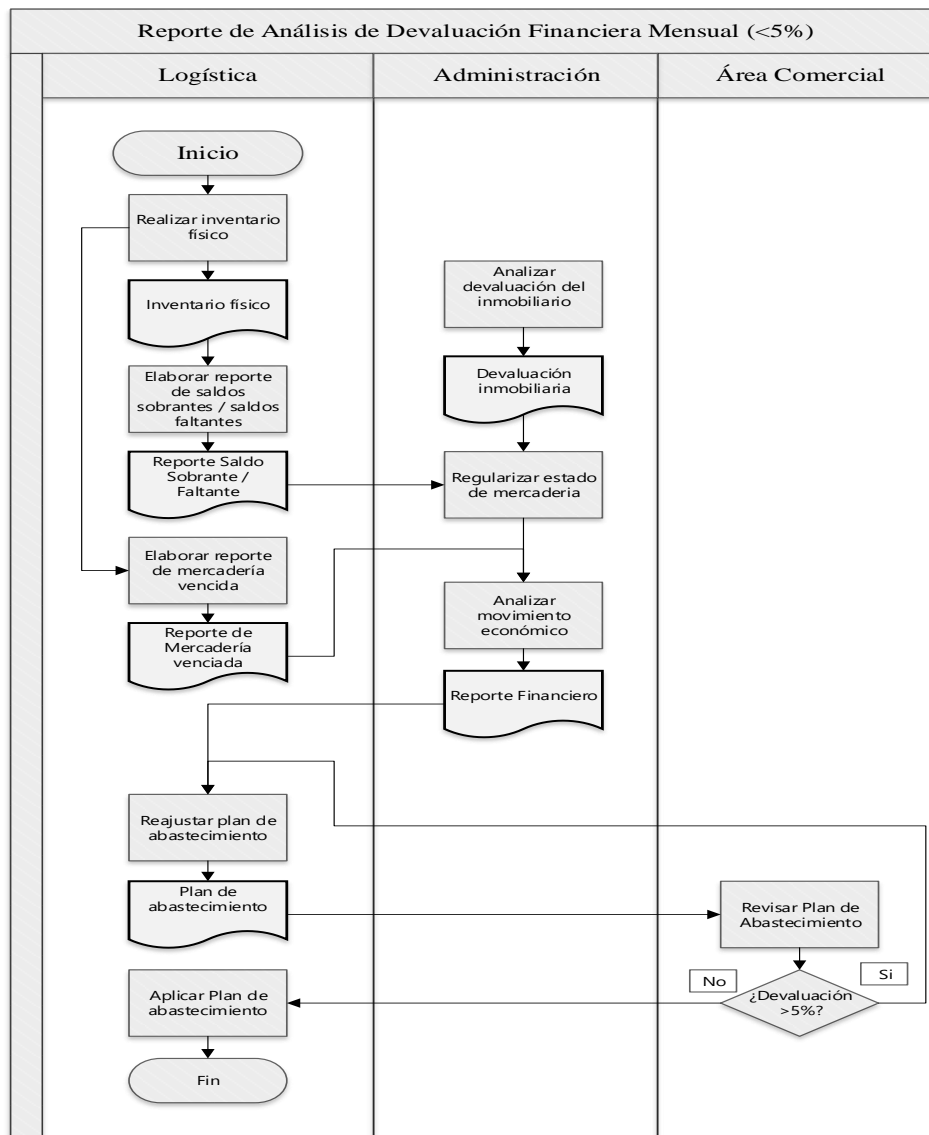 Reporte de Análisis de Devaluación Financiera Mensual (<5%)
Logística
Administración
Área Comercial
Inicio
Realizar inventario
físico
Inventario físico
Elaborar reporte
de saldos
sobrantes / saldos
faltantes
Reporte Saldo
Sobrante /
Faltante
Elaborar reporte
de mercadería
vencida
Reporte de
Mercadería
venciada
Analizar
devaluación del
inmobiliario
Devaluación
inmobiliaria
Regularizar estado
de mercaderia
Analizar
movimiento
económico
Reporte Financiero
Reajustar plan de
abastecimiento
Plan de
abastecimiento
Revisar Plan de
Abastecimiento
¿Devaluación
>5%?
No
Si
Aplicar Plan de
abastecimiento
Fin